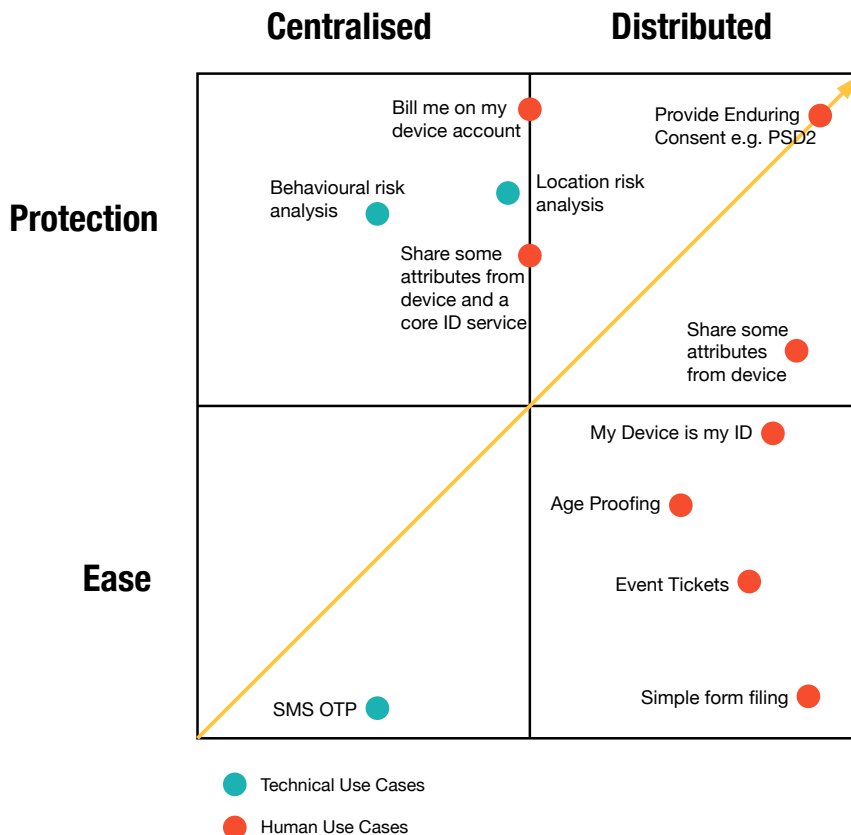 Centralised
Distributed
Bill me on my
device account
Provide Enduring
Consent e.g. PSD2
Behavioural risk
analysis
Location risk
analysis
Protection
Share some
attributes from
device and a
core ID service
Share some
attributes
from device
My Device is my ID
Age Proofing
Ease
Event Tickets
Simple form filing
SMS OTP
Technical Use Cases
Human Use Cases